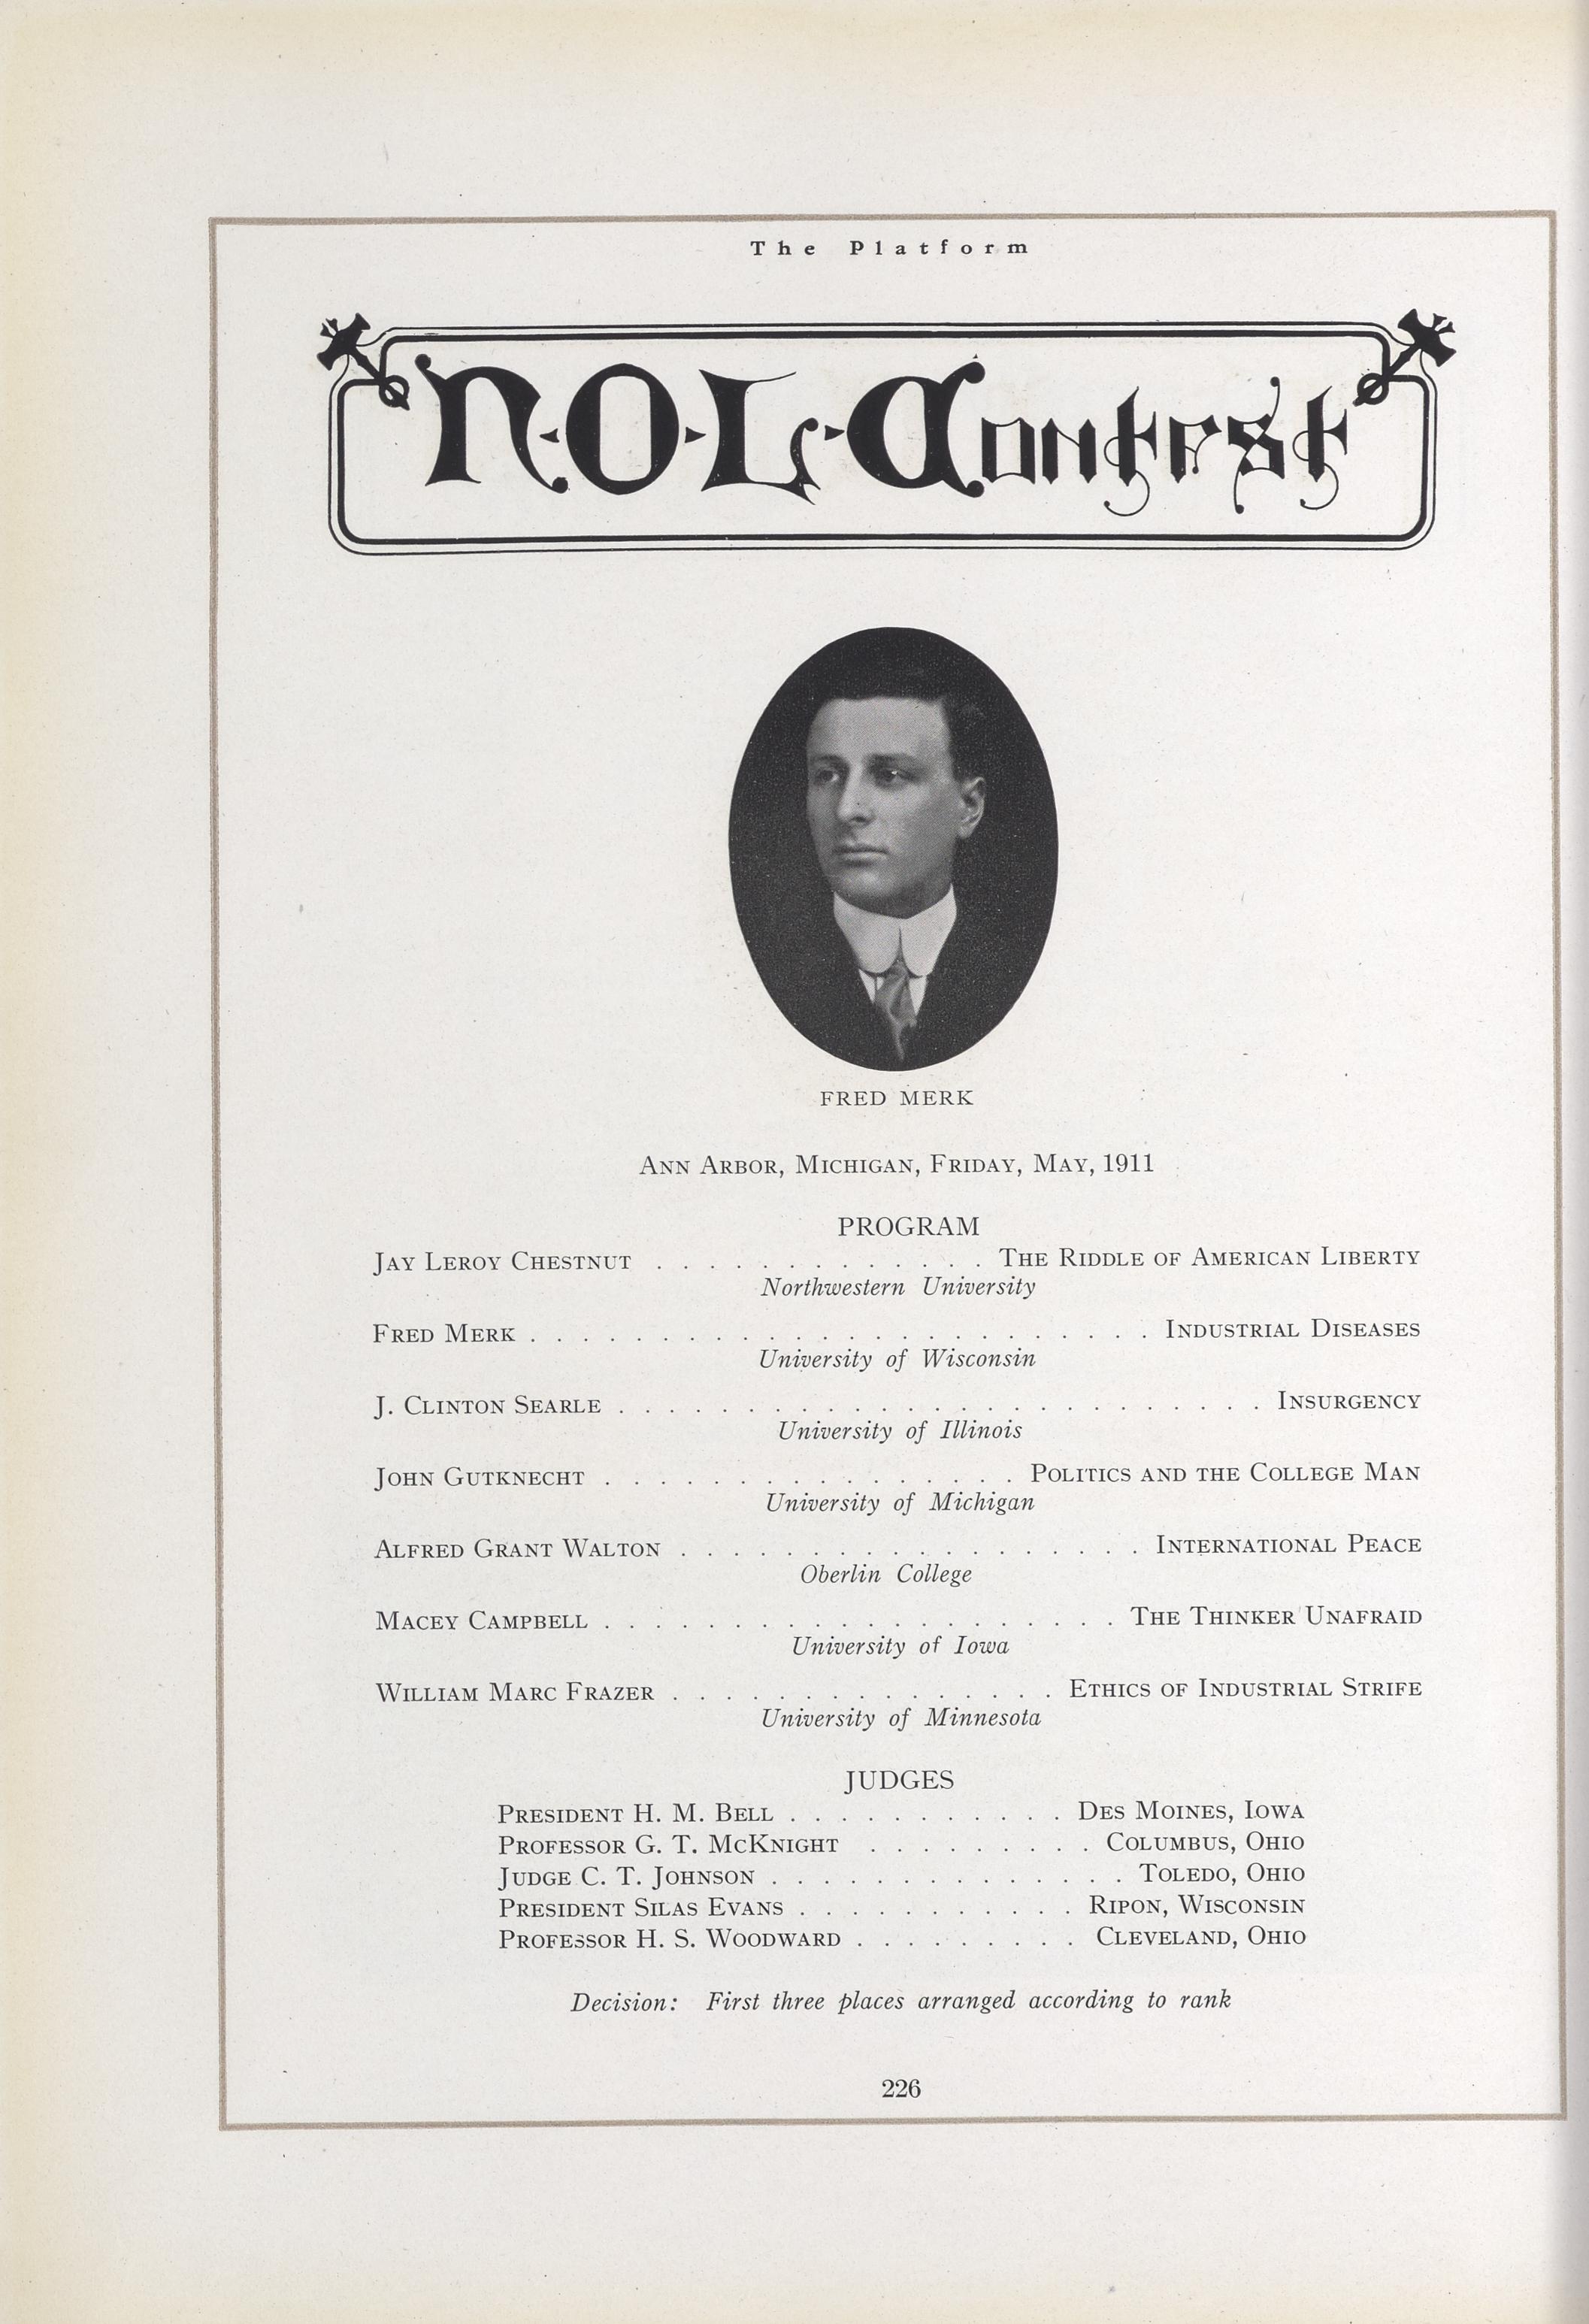 The Platform
N·O·L·Contest
FRED MERK
ANN ARBOR, MICHIGAN, FRIDAY, MAY, 1911
PROGRAM
JAY LEROY CHESTNUT . . . . . . . . . . . . . THE RIDDLE OF AMERICAN LIBERTY
Northwestern University
FRED MERK . . . . . . . . . . . . . . . . . . . . . . . . INDUSTRIAL DISEASES
University of Wisconsin
J. CLINTON SEARLE . . . . . . . . . . . . . . . . . . . . . . . . . INSURGENCY
University of Illinois
JOHN GUTKNECHT . . . . . . . . . . . . . . . . POLITICS AND THE COLLEGE MAN
University of Michigan
ALFRED GRANT WALTON . . . . . . . . . . . . . . . . . . INTERNATIONAL PEACE
Oberlin College
MACEY CAMPBELL . . . . . . . . . . . . . . . . . . . . THE THINKER UNAFRAID
University of Iowa
WILLIAM MARC FRAZER . . . . . . . . . . . . . . . ETHICS OF INDUSTRIAL STRIFE
University of Minnesota
JUDGES
PRESIDENT H. M. BELL . . . . . . . . . . . DES MOINES, IOWA
PROFESSOR G. T. MCKNIGHT . . . . . . . . . COLUMBUS, OHIO
JUDGE C. T. JOHNSON . . . . . . . . . . . . . . TOLEDO, OHIO
PRESIDENT SILAS EVANS . . . . . . . . . . . RIPON, WISCONSIN
PROFESSOR H. S. WOODWARD . . . . . . . . . CLEVELAND, OHIO
Decision: First three places arranged according to rank
226